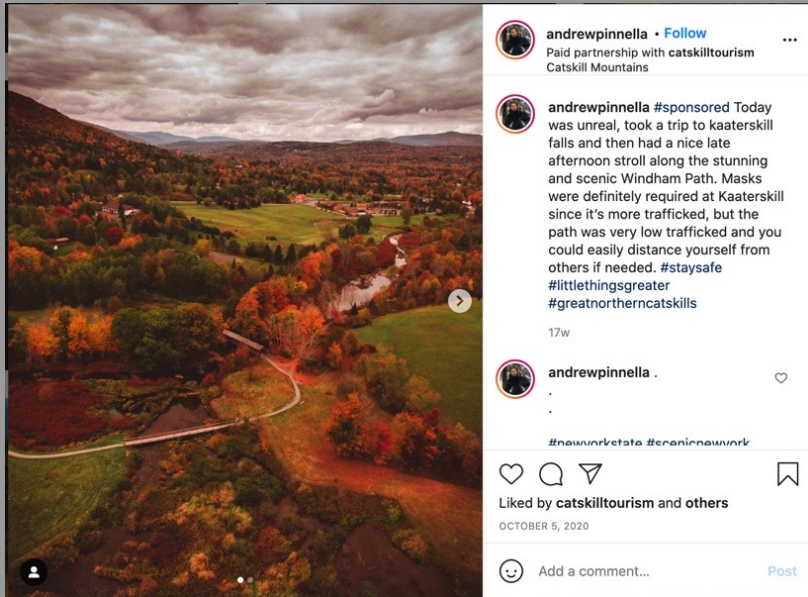 andrewpinnella • Follow
Paid partnership with catskilltourism
Catskill Mountains
andrewpinnella #sponsored Today
was unreal, took a trip to kaaterskill
falls and then had a nice late
afternoon stroll along the stunning
and scenic Windham Path. Masks
were definitely required at Kaaterskill
since it's more trafficked, but the
path was very low trafficked and you
could easily distance yourself from
others if needed. #staysafe
#littlethingsgreater
#greatnortherncatskills
17w
andrewpinnella .
.
.
#newyorkstate #scenicnewyork
Liked by catskilltourism and others
OCTOBER 5, 2020
Add a comment...
Post